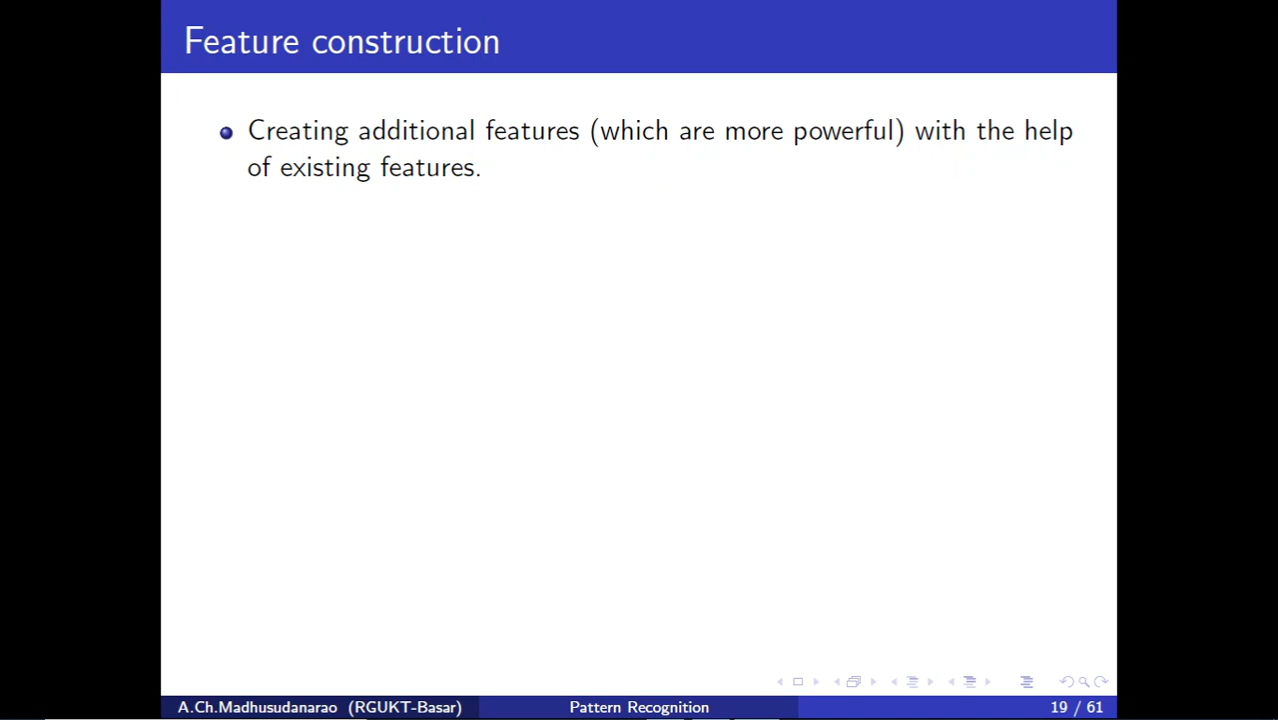 Feature construction
Creating additional features (which are more powerful) with the help
of existing features.
A.Ch.Madhusudanarao (RGUKT-Basar)
Pattern Recognition
19 / 61